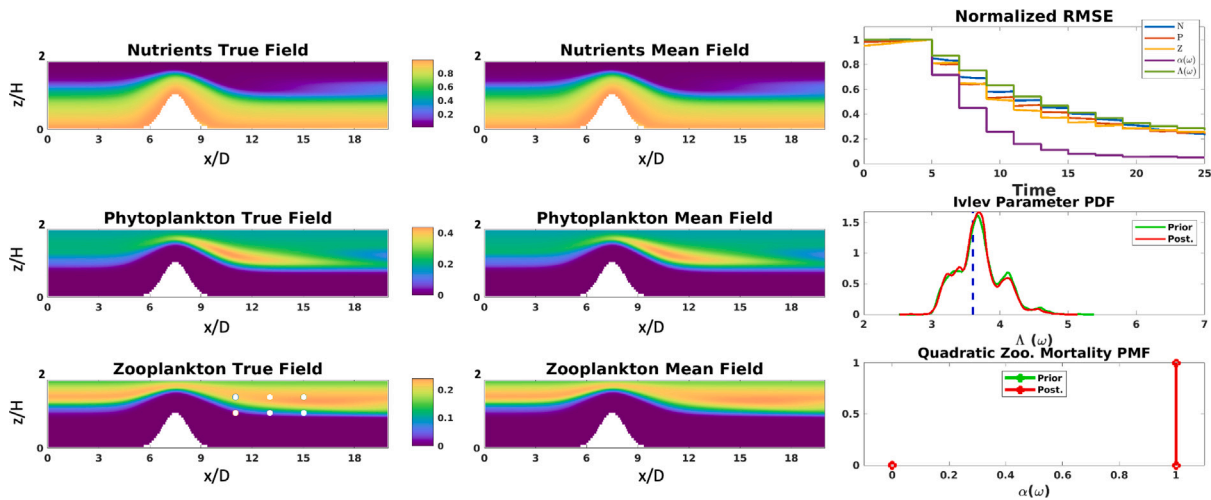 Nutrients True Field
2
z/H
0
0 3 6 9 12 15 18
x/D
0.8
0.6
0.4
0.2
Nutrients Mean Field
0 3 6 9 12 15 18
x/D
Normalized RMSE
1
0.8
0.6
0.4
0.2
0
0 5 10 15 20 25
Time
N
P
Z
α(ω)
Λ(ω)
Phytoplankton True Field
2
z/H
0
0 3 6 9 12 15 18
x/D
0.4
0.2
0
Phytoplankton Mean Field
0 3 6 9 12 15 18
x/D
Ivlev Parameter PDF
1.5
1
0.5
0
2 3 4 5 6 7
Λ (ω)
Prior
Post.
Zooplankton True Field
2
z/H
0
0 3 6 9 12 15 18
x/D
0.2
0.1
0
Zooplankton Mean Field
0 3 6 9 12 15 18
x/D
Quadratic Zoo. Mortality PMF
1
0.5
0
0 0.2 0.4 0.6 0.8 1
α(ω)
Prior
Post.